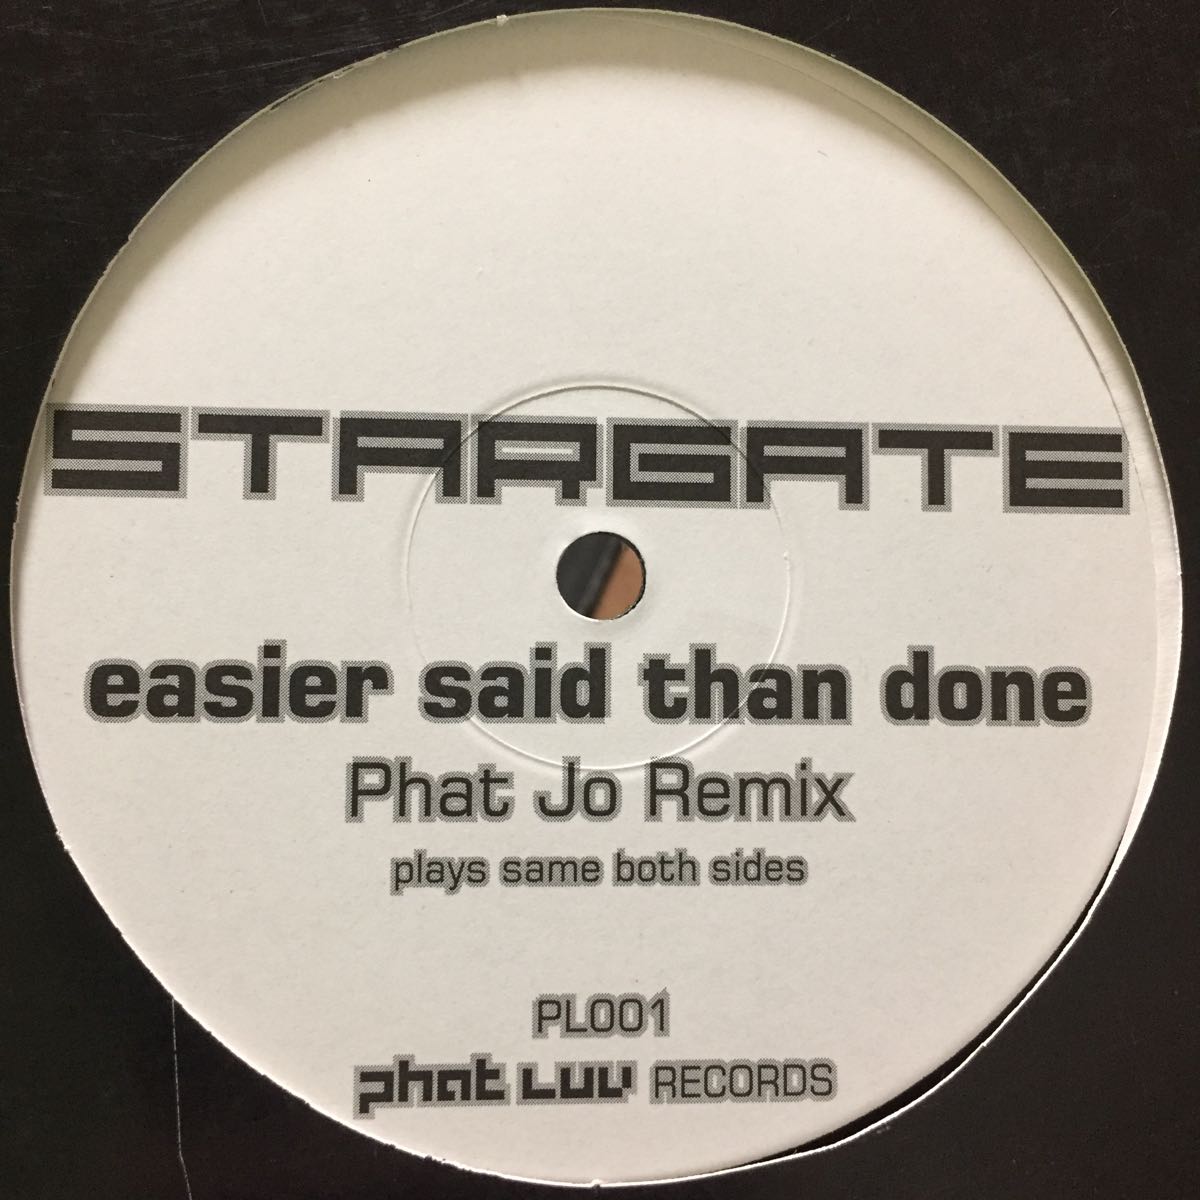 STARGATE
easier said than done
Phat Jo Remix
plays same both sides
PL001
phat luv RECORDS